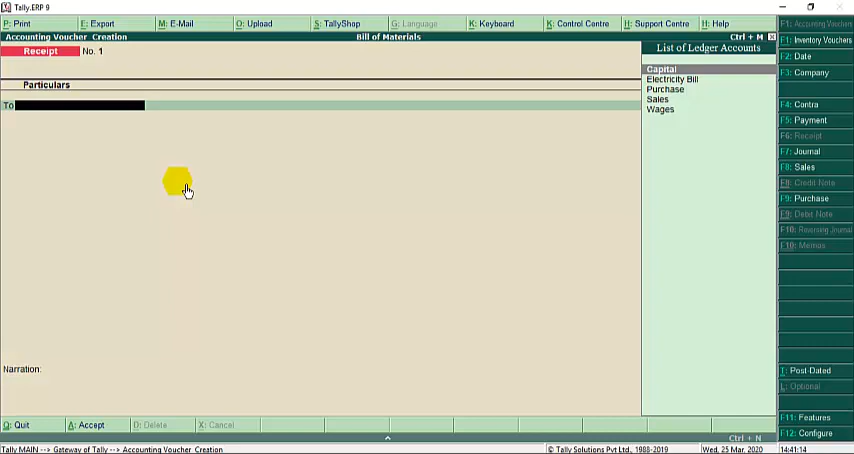 Tally.ERP 9
P: Print E: Export M: E-Mail O: Upload S: TallyShop G: Language K: Keyboard K: Control Centre H: Support Centre H: Help
F1: Accounting Vouchers
Accounting Voucher Creation Bill of Materials Ctrl + M
F1: Inventory Vouchers
Receipt No. 1
List of Ledger Accounts
F2: Date
Capital
F3: Company
Electricity Bill
Particulars
Purchase
To
Sales
F4: Contra
Wages
F5: Payment
F6: Receipt
F7: Journal
F8: Sales
F8: Credit Note
F9: Purchase
F9: Debit Note
F10: Reversing Journal
F10: Memos
Narration:
T: Post-Dated
L: Optional
Q: Quit A: Accept D: Delete X: Cancel
F11: Features
F12: Configure
Ctrl + N
Tally MAIN --> Gateway of Tally --> Accounting Voucher Creation © Tally Solutions Pvt Ltd., 1988-2019 Wed, 25 Mar, 2020 14:41:14